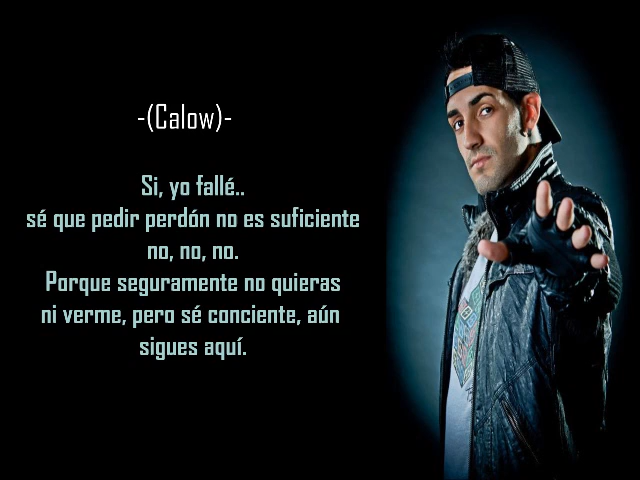 -(Calow)-
Si, yo fallé..
sé que pedir perdón no es suficiente
no, no, no.
Porque seguramente no quieras
ni verme, pero sé conciente, aún
sigues aquí.